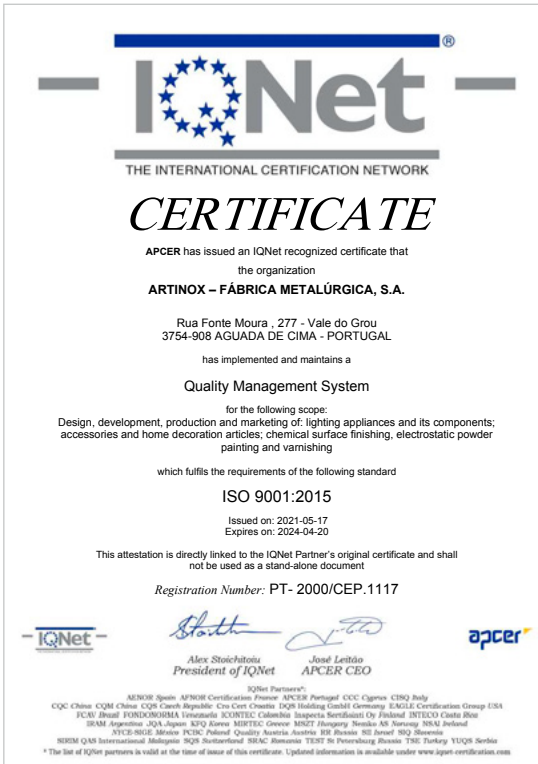 IQNet ®
THE INTERNATIONAL CERTIFICATION NETWORK
CERTIFICATE
APCER has issued an IQNet recognized certificate that
the organization
ARTINOX – FÁBRICA METALÚRGICA, S.A.
Rua Fonte Moura , 277 - Vale do Grou
3754-908 AGUADA DE CIMA - PORTUGAL
has implemented and maintains a
Quality Management System
for the following scope:
Design, development, production and marketing of: lighting appliances and its components;
accessories and home decoration articles; chemical surface finishing, electrostatic powder
painting and varnishing
which fulfils the requirements of the following standard
ISO 9001:2015
Issued on: 2021-05-17
Expires on: 2024-04-20
This attestation is directly linked to the IQNet Partner's original certificate and shall
not be used as a stand-alone document
Registration Number: PT- 2000/CEP.1117
IQNet
apcer
Alex Stoichitoiu José Leitão
President of IQNet APCER CEO
IQNet Partners*:
AENOR Spain AFNOR Certification France APCER Portugal CCC Cyprus CISQ Italy
CQC China CQM China CQS Czech Republic Cro Cert Croatia DQS Holding GmbH Germany EAGLE Certification Group USA
FCAV Brazil FONDONORMA Venezuela ICONTEC Colombia Inspecta Sertifiointi Oy Finland INTECO Costa Rica
IRAM Argentina JQA Japan KFQ Korea MIRTEC Greece MSZT Hungary Nemko AS Norway NSAI Ireland
NYCE-SIGE México PCBC Poland Quality Austria Austria RR Russia SII Israel SIQ Slovenia
SIRIM QAS International Malaysia SQS Switzerland SRAC Romania TEST St Petersburg Russia TSE Turkey YUQS Serbia
* The list of IQNet partners is valid at the time of issue of this certificate. Updated information is available under www.iqnet-certification.com